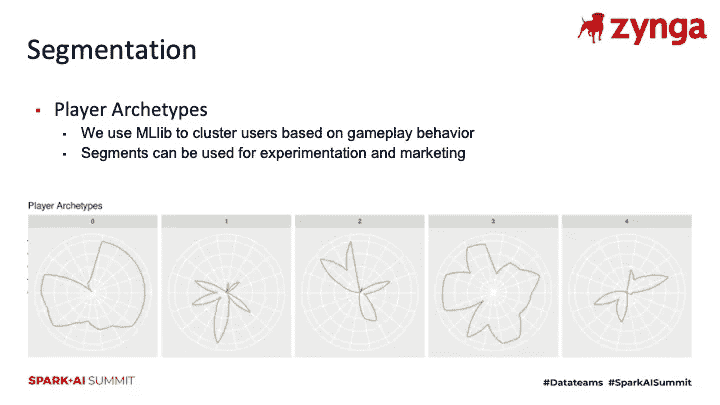 zynga
Segmentation
Player Archetypes
We use MLlib to cluster users based on gameplay behavior
Segments can be used for experimentation and marketing
Player Archetypes
0 1 2 3 4
SPARK+AI SUMMIT
#Datateams #SparkAISummit